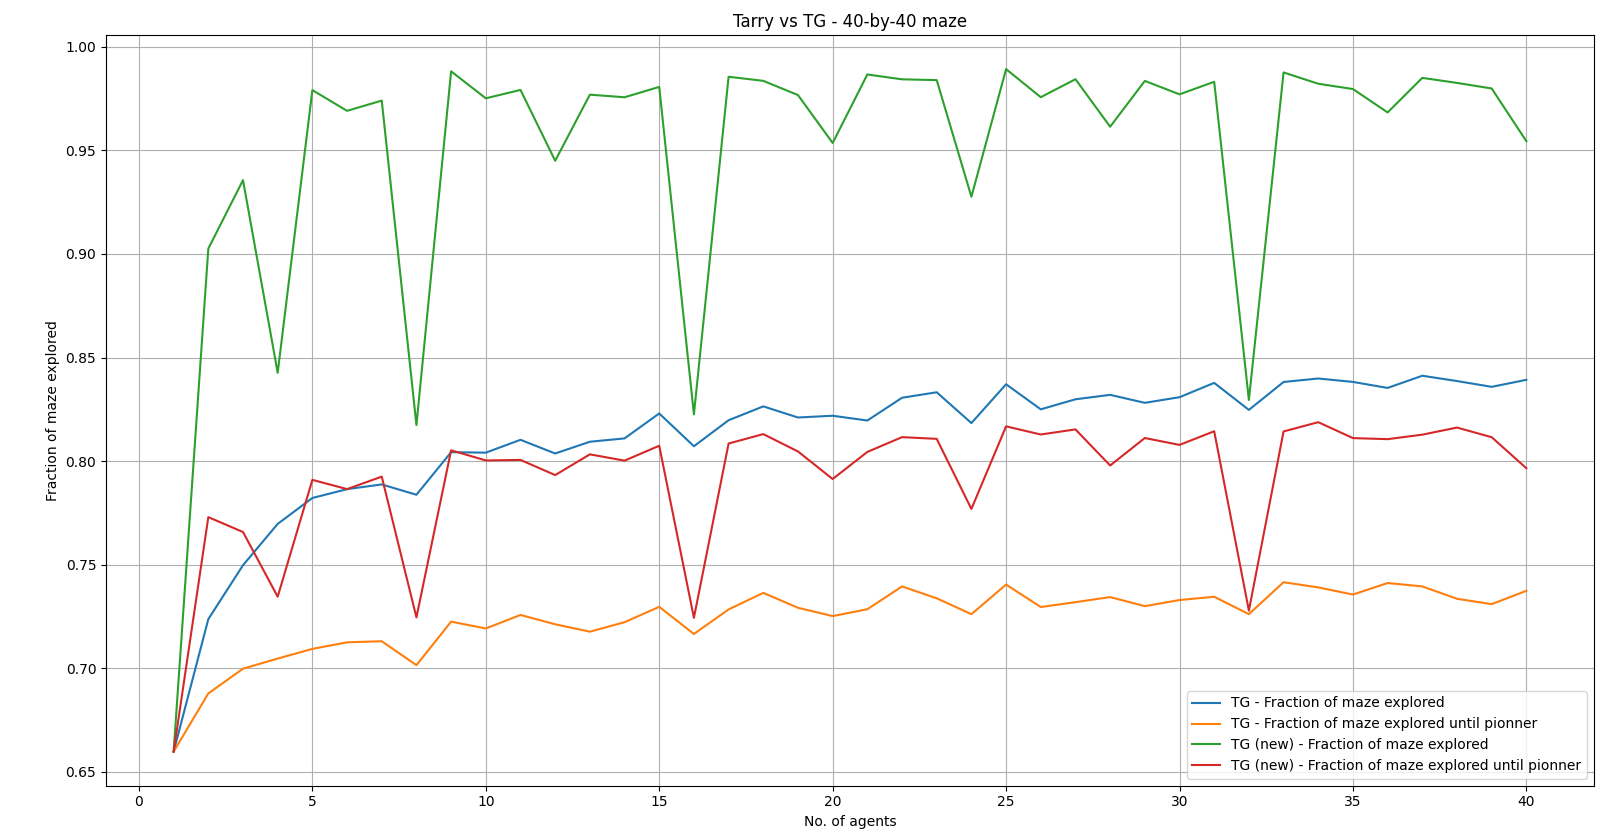 Tarry vs TG - 40-by-40 maze
1.00
0.95
0.90
0.85
0.80
0.75
0.70
0.65
Fraction of maze explored
0 5 10 15 20 25 30 35 40
No. of agents
TG - Fraction of maze explored
TG - Fraction of maze explored until pionner
TG (new) - Fraction of maze explored
TG (new) - Fraction of maze explored until pionner